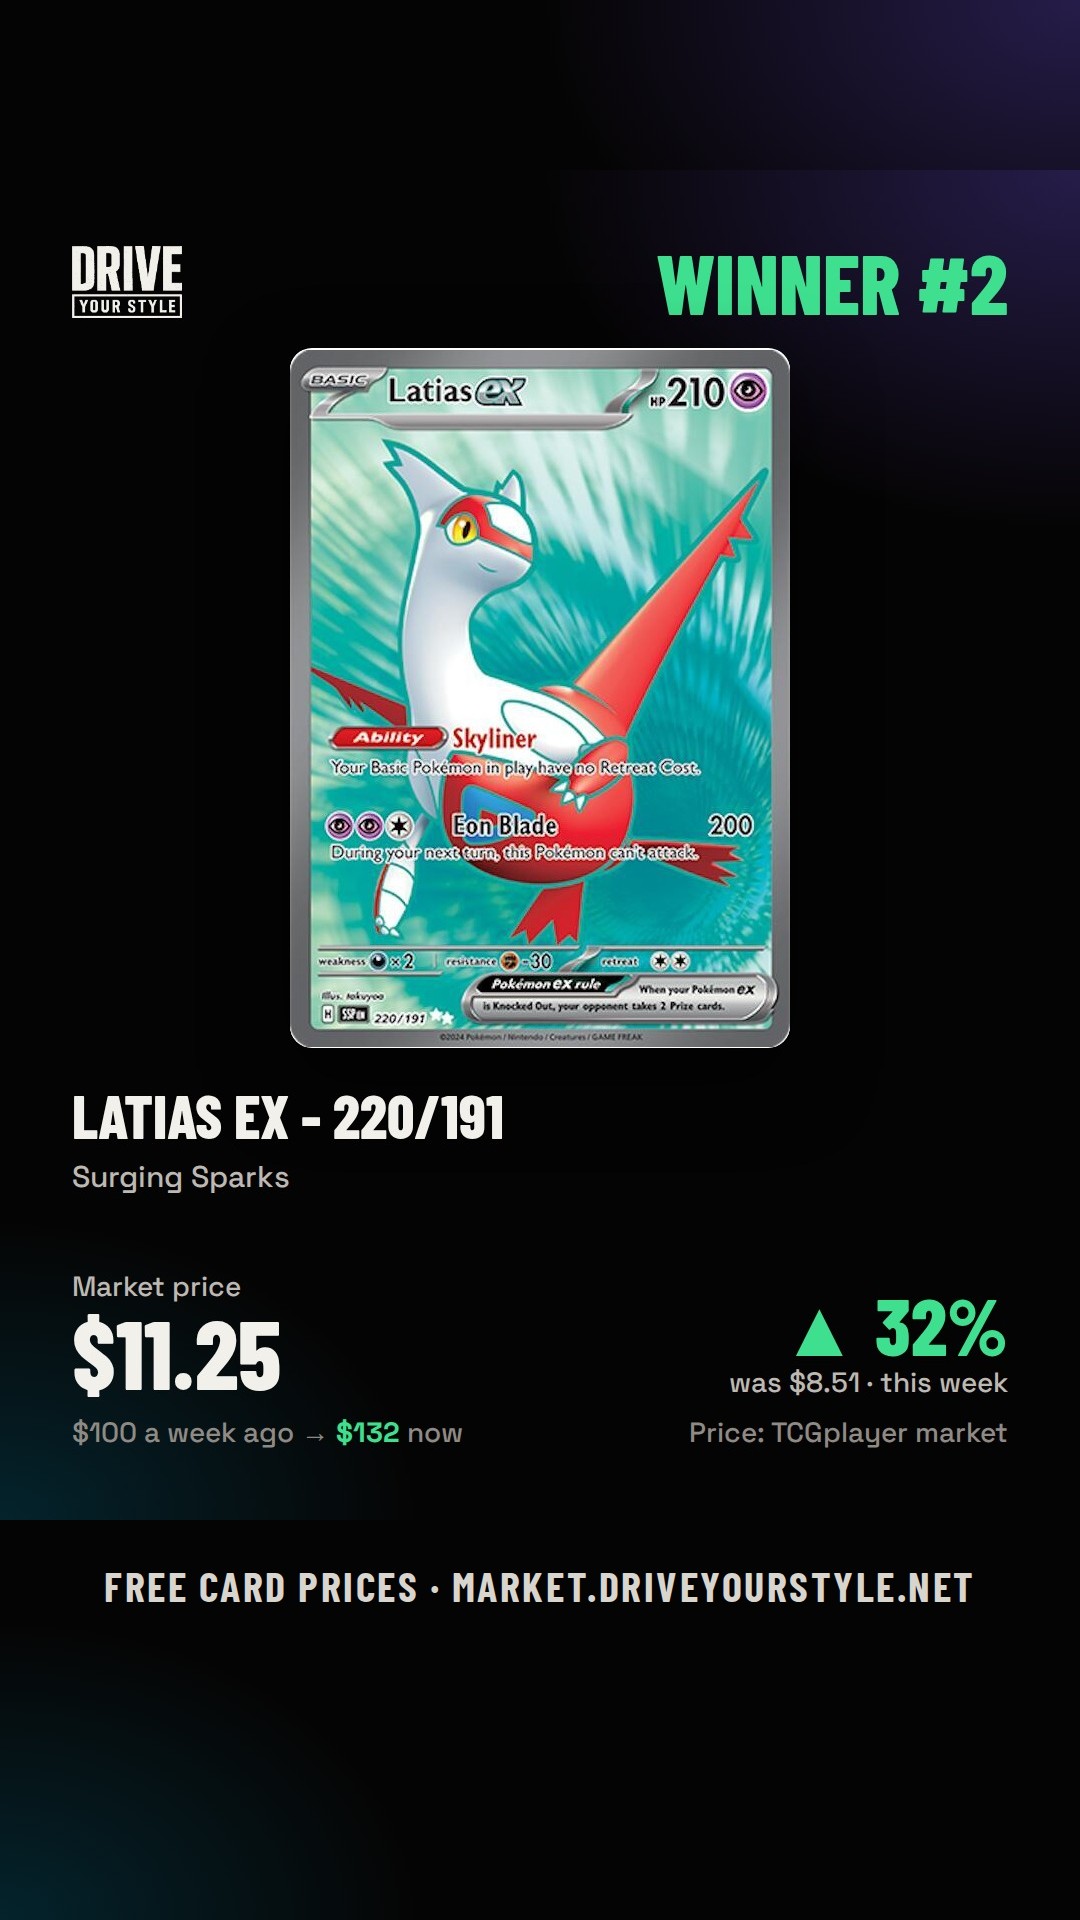 DRIVE
YOUR STYLE
WINNER #2
BASIC Latias ex HP 210
Ability Skyliner
Your Basic Pokémon in play have no Retreat Cost.
Eon Blade 200
During your next turn, this Pokémon can't attack.
weakness ×2 resistance -30 retreat
Pokémon ex rule When your Pokémon ex
is Knocked Out, your opponent takes 2 Prize cards.
Illus. takuyoa
H SSP EN 220/191
©2024 Pokémon / Nintendo / Creatures / GAME FREAK
LATIAS EX - 220/191
Surging Sparks
Market price
$11.25
▲ 32%
was $8.51 · this week
$100 a week ago → $132 now
Price: TCGplayer market
FREE CARD PRICES · MARKET.DRIVEYOURSTYLE.NET